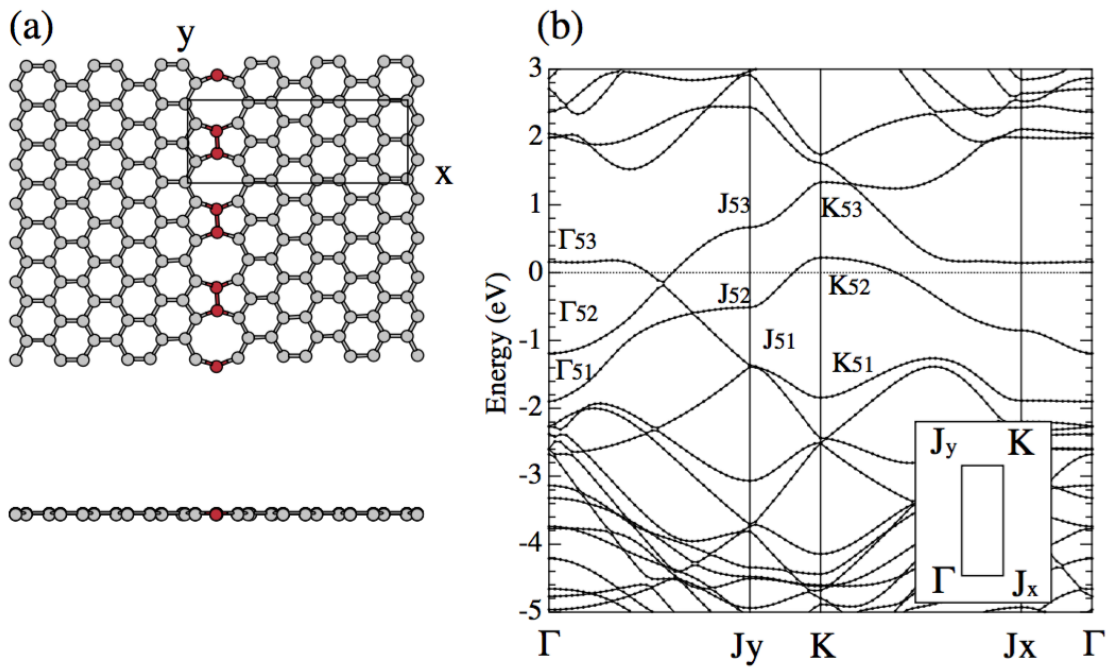 (a)
y
x
(b)
Energy (eV)
3
2
1
0
-1
-2
-3
-4
-5
Γ53
Γ52
Γ51
J53
J52
J51
K53
K52
K51
Jy K
Γ Jx
Γ Jy K Jx Γ